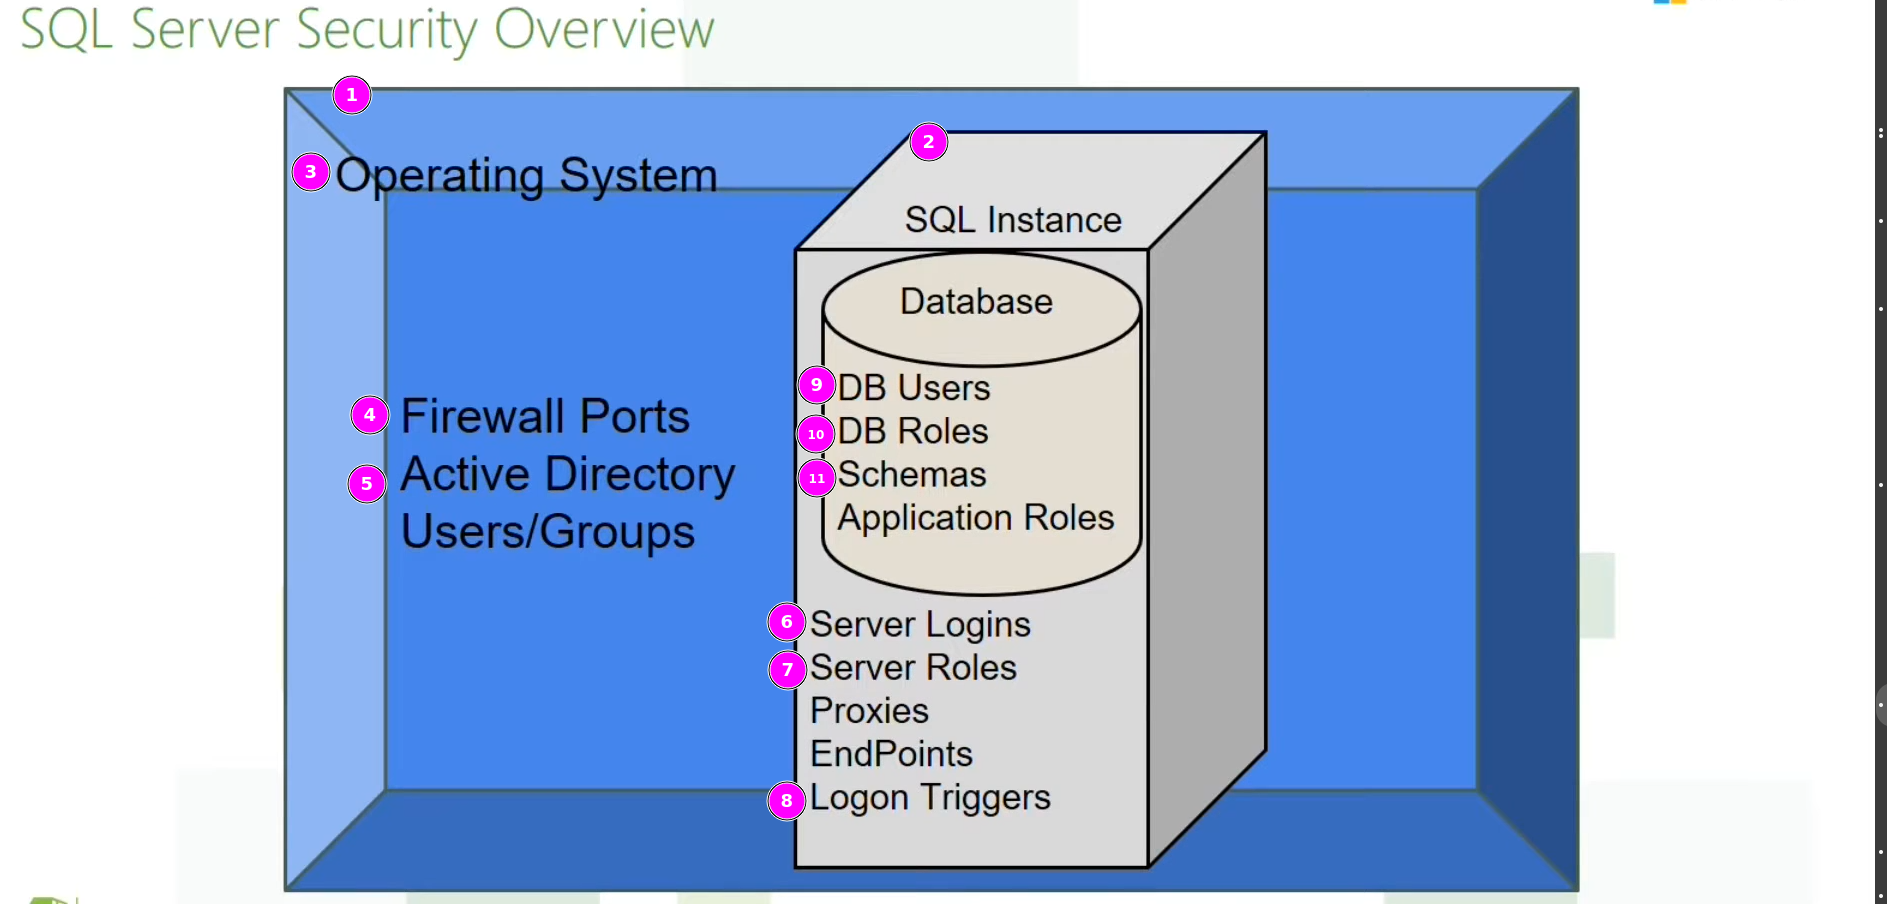 SQL Server Security Overview
1
2
3 Operating System
SQL Instance
Database
9 DB Users
10 DB Roles
11 Schemas
Application Roles
4 Firewall Ports
5 Active Directory
Users/Groups
6 Server Logins
7 Server Roles
Proxies
EndPoints
8 Logon Triggers